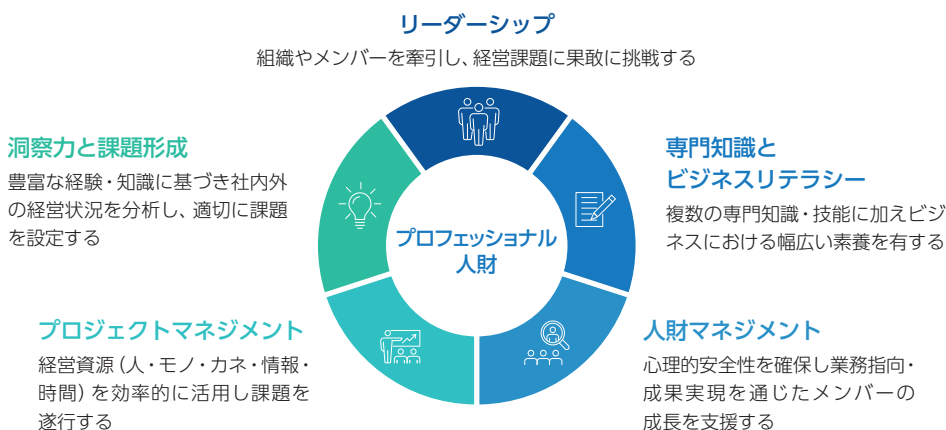 リーダーシップ
組織やメンバーを牽引し、経営課題に果敢に挑戦する
洞察力と課題形成
豊富な経験・知識に基づき社内外
の経営状況を分析し、適切に課題
を設定する
専門知識と
ビジネスリテラシー
複数の専門知識・技能に加えビジ
ネスにおける幅広い素養を有する
プロフェッショナル
人財
プロジェクトマネジメント
経営資源(人・モノ・カネ・情報・
時間)を効率的に活用し課題を
遂行する
人財マネジメント
心理的安全性を確保し業務指向・
成果実現を通じたメンバーの
成長を支援する